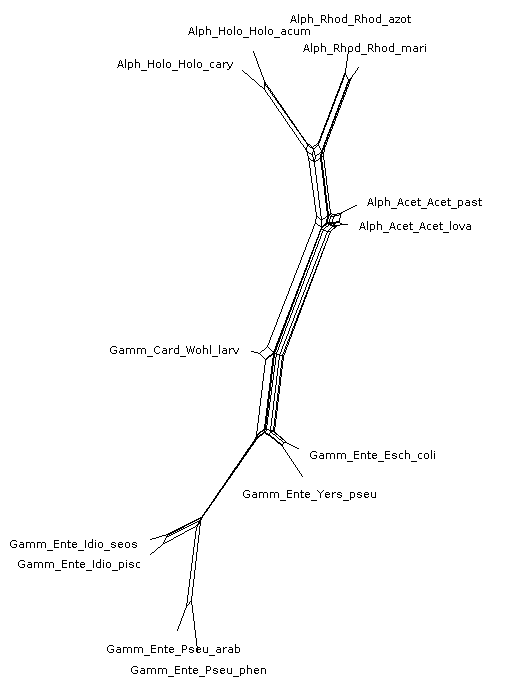 Alph_Rhod_Rhod_azot
Alph_Holo_Holo_acum
Alph_Rhod_Rhod_mari
Alph_Holo_Holo_cary
Alph_Acet_Acet_past
Alph_Acet_Acet_lova
Gamm_Card_Wohl_larv
Gamm_Ente_Esch_coli
Gamm_Ente_Yers_pseu
Gamm_Ente_Idio_seos
Gamm_Ente_Idio_pisc
Gamm_Ente_Pseu_arab
Gamm_Ente_Pseu_phen